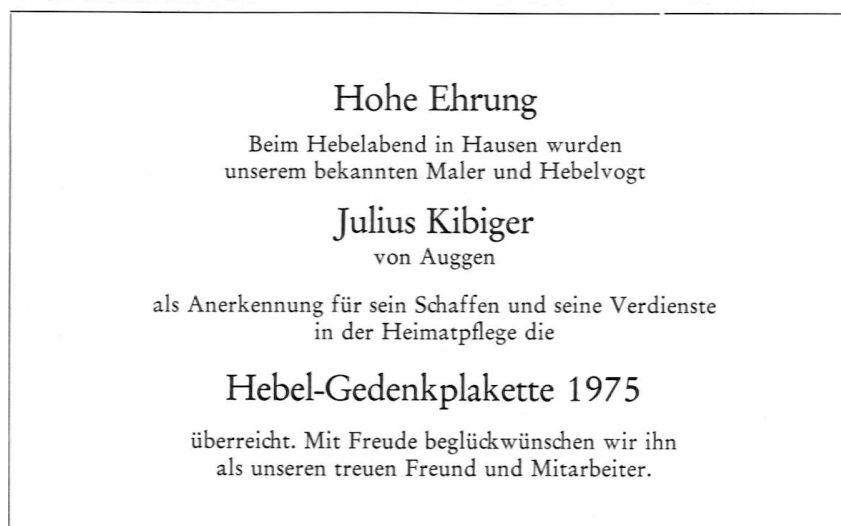 Hohe Ehrung
Beim Hebelabend in Hausen wurden
unserem bekannten Maler und Hebelvogt
Julius Kibiger
von Auggen
als Anerkennung für sein Schaffen und seine Verdienste
in der Heimatpflege die
Hebel-Gedenkplakette 1975
überreicht. Mit Freude beglückwünschen wir ihn
als unseren treuen Freund und Mitarbeiter.